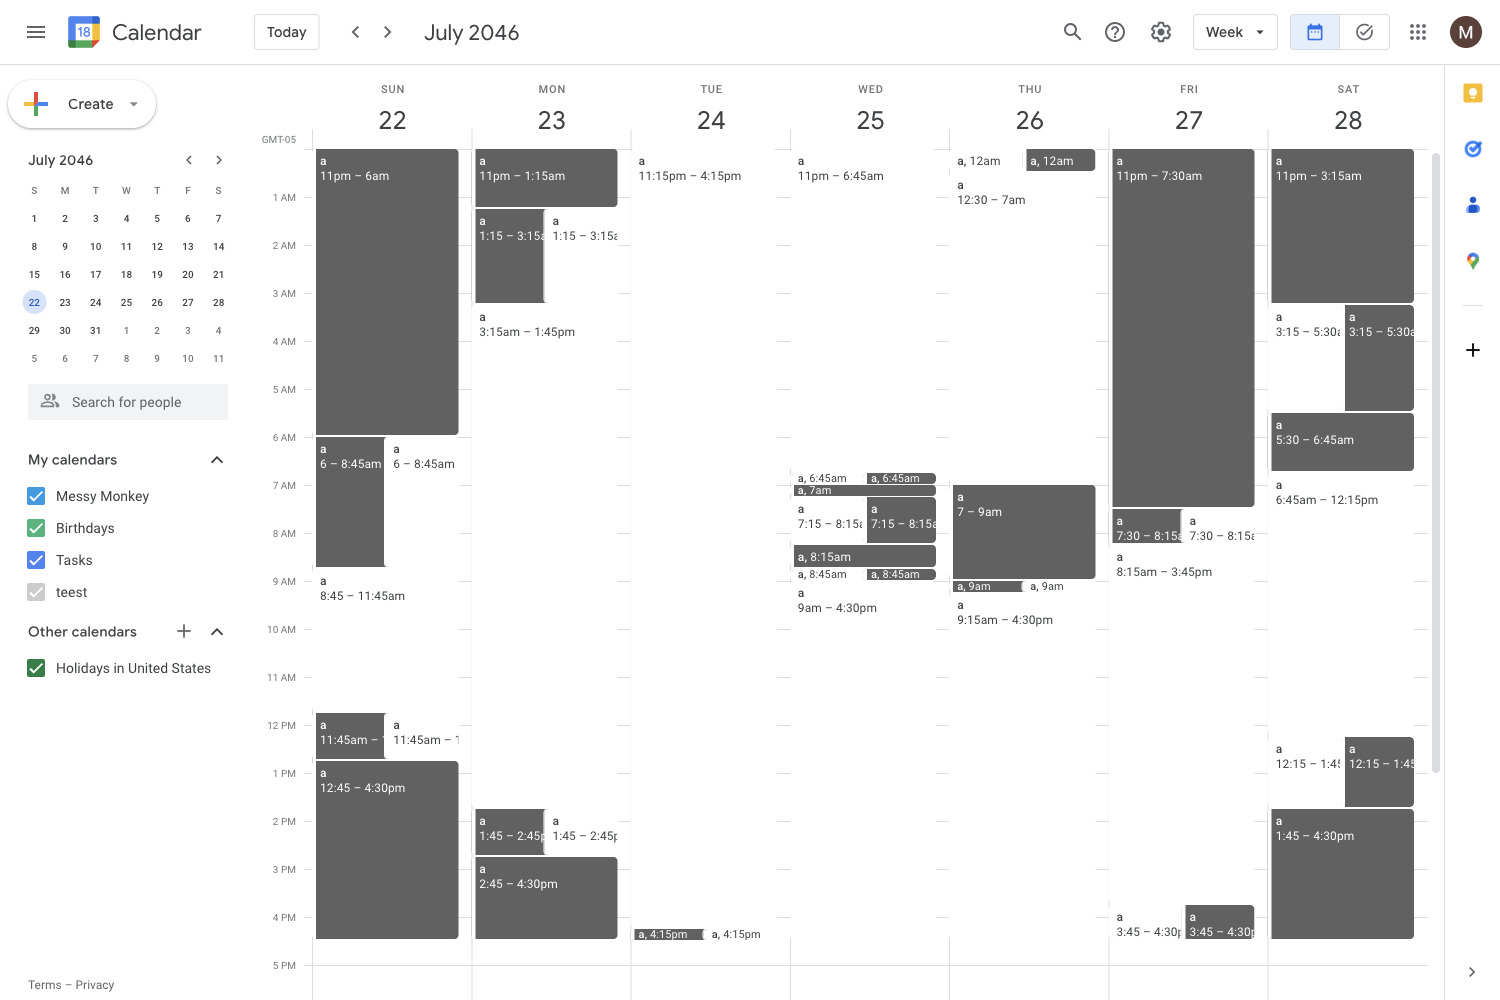 18 Calendar
Today
July 2046
Week
M
Create
July 2046
S M T W T F S
1 2 3 4 5 6 7
8 9 10 11 12 13 14
15 16 17 18 19 20 21
22 23 24 25 26 27 28
29 30 31 1 2 3 4
5 6 7 8 9 10 11
Search for people
My calendars
Messy Monkey
Birthdays
Tasks
teest
Other calendars
Holidays in United States
Terms – Privacy
GMT-05
1 AM
2 AM
3 AM
4 AM
5 AM
6 AM
7 AM
8 AM
9 AM
10 AM
11 AM
12 PM
1 PM
2 PM
3 PM
4 PM
5 PM
SUN
22
a
11pm – 6am
a
6 – 8:45am
a
6 – 8:45am
a
8:45 – 11:45am
a
11:45am –
a
11:45am – 1
a
12:45 – 4:30pm
MON
23
a
11pm – 1:15am
a
1:15 – 3:15a
a
1:15 – 3:15a
a
3:15am – 1:45pm
a
1:45 – 2:45p
a
1:45 – 2:45p
a
2:45 – 4:30pm
TUE
24
a
11:15pm – 4:15pm
a, 4:15pm
a, 4:15pm
WED
25
a
11pm – 6:45am
a, 6:45am
a, 6:45am
a, 7am
a
7:15 – 8:15a
a
7:15 – 8:15a
a, 8:15am
a, 8:45am
a, 8:45am
a
9am – 4:30pm
THU
26
a, 12am
a, 12am
a
12:30 – 7am
a
7 – 9am
a, 9am
a, 9am
a
9:15am – 4:30pm
FRI
27
a
11pm – 7:30am
a
7:30 – 8:15a
a
7:30 – 8:15a
a
8:15am – 3:45pm
a
3:45 – 4:30p
a
3:45 – 4:30p
SAT
28
a
11pm – 3:15am
a
3:15 – 5:30a
a
3:15 – 5:30a
a
5:30 – 6:45am
a
6:45am – 12:15pm
a
12:15 – 1:45
a
12:15 – 1:45
a
1:45 – 4:30pm